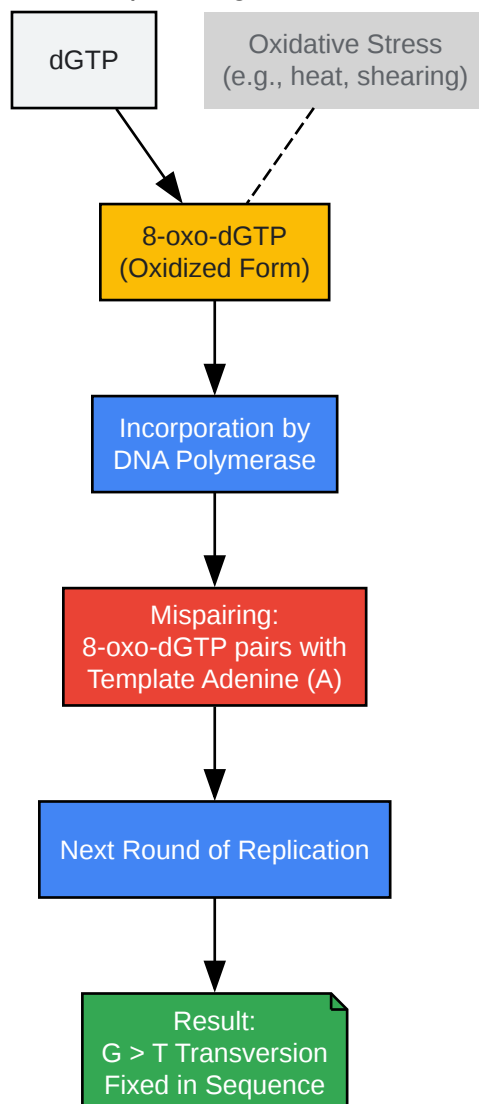 dGTP
Oxidative Stress
(e.g., heat, shearing)
8-oxo-dGTP
(Oxidized Form)
Incorporation by
DNA Polymerase
Mispairing:
8-oxo-dGTP pairs with
Template Adenine (A)
Next Round of Replication
Result:
G > T Transversion
Fixed in Sequence